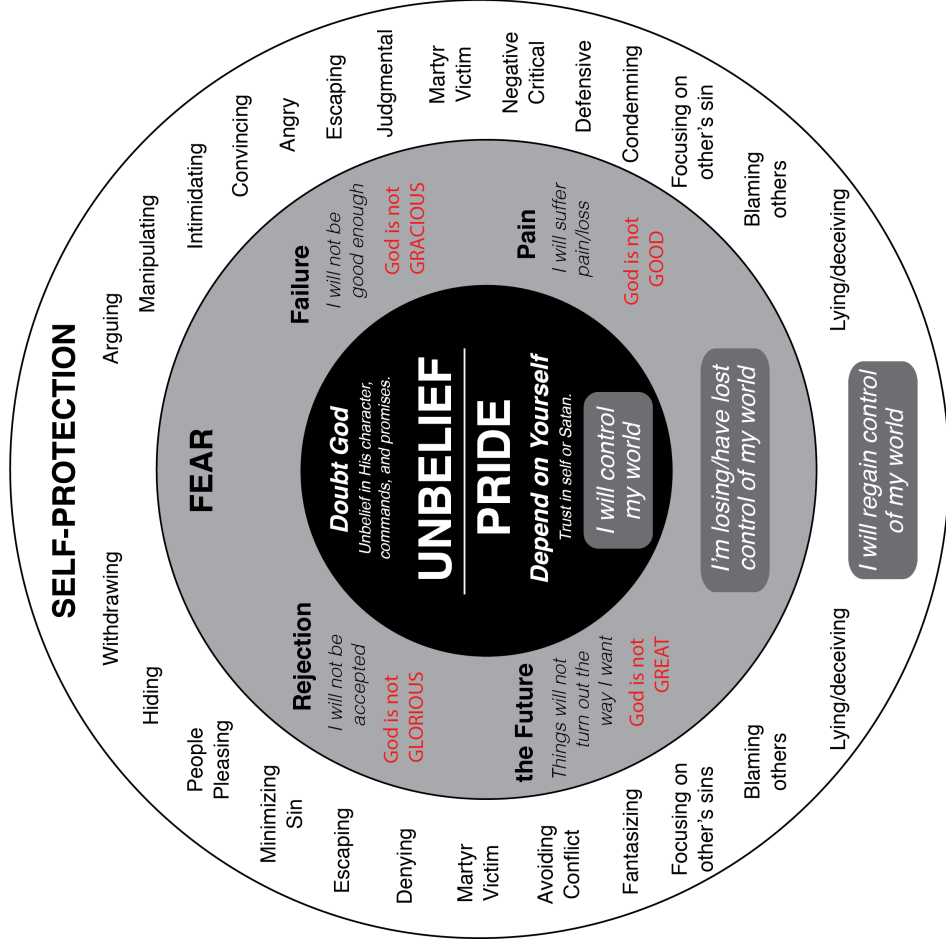 SELF-PROTECTION
Withdrawing
Hiding
People
Pleasing
Minimizing
Sin
Escaping
Denying
Martyr
Victim
Avoiding
Conflict
Fantasizing
Focusing on
other's sins
Blaming
others
Lying/deceiving
Arguing
Manipulating
Intimidating
Convincing
Angry
Escaping
Judgmental
Martyr
Victim
Negative
Critical
Defensive
Condemning
Focusing on
other's sin
Blaming
others
Lying/deceiving
FEAR
Rejection
I will not be
accepted
God is not
GLORIOUS
Failure
I will not be
good enough
God is not
GRACIOUS
the Future
Things will not
turn out the
way I want
God is not
GREAT
Pain
I will suffer
pain/loss
God is not
GOOD
Doubt God
Unbelief in His character,
commands, and promises.
UNBELIEF
PRIDE
Depend on Yourself
Trust in self or Satan.
I will control
my world
I'm losing/have lost
control of my world
I will regain control
of my world